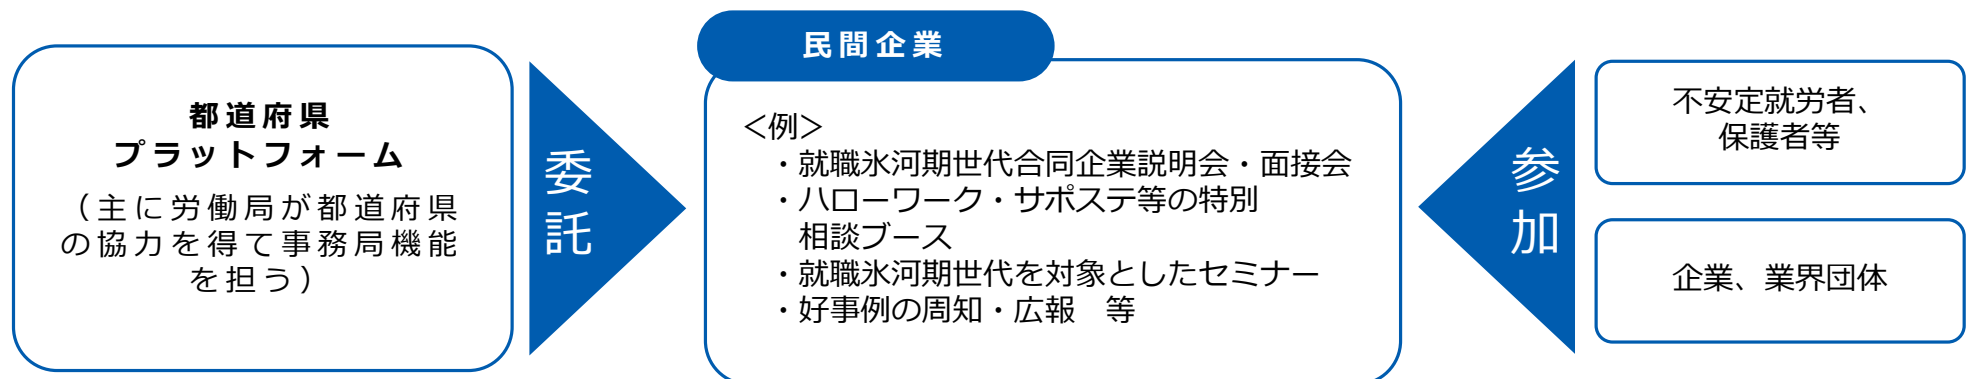 都道府県
プラットフォーム
（主に労働局が都道府県
の協力を得て事務局機能
を担う）
委
託
民間企業
＜例＞
・就職氷河期世代合同企業説明会・面接会
・ハローワーク・サポステ等の特別
相談ブース
・就職氷河期世代を対象としたセミナー
・好事例の周知・広報　等
参
加
不安定就労者、
保護者等
企業、業界団体